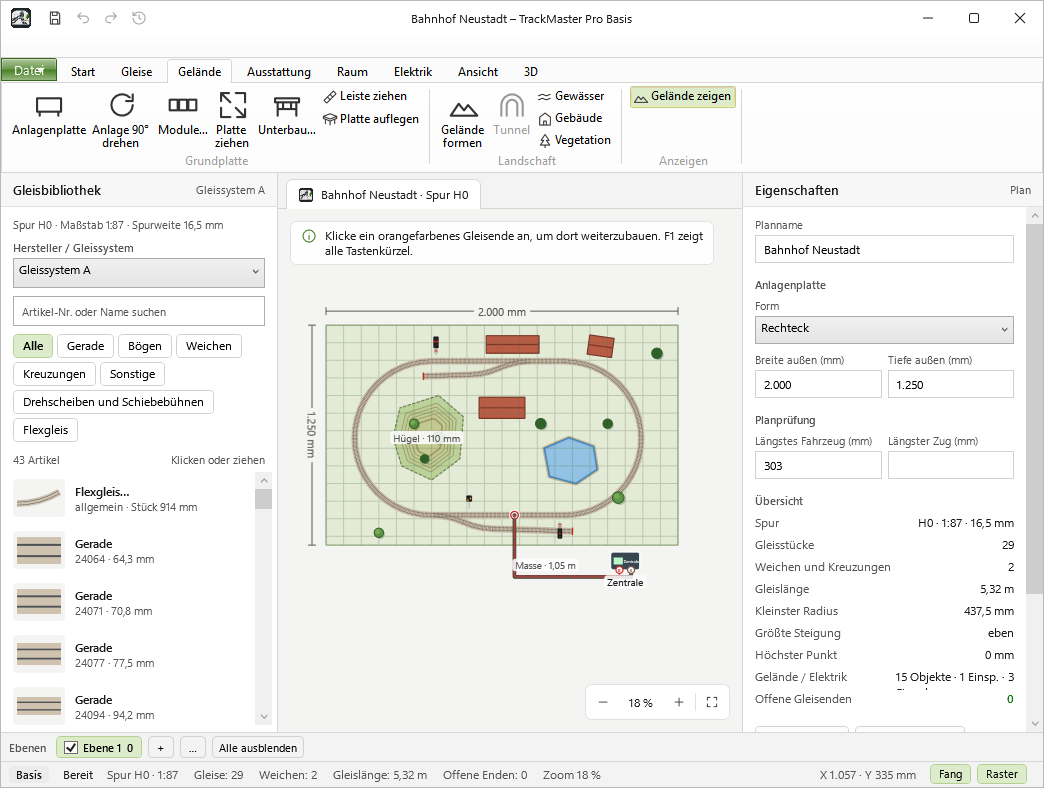 Bahnhof Neustadt – TrackMaster Pro Basis
Datei
Start
Gleise
Gelände
Ausstattung
Raum
Elektrik
Ansicht
3D
Anlagenplatte
Anlage 90° drehen
Module...
Platte ziehen
Unterbau...
Leiste ziehen
Platte auflegen
Grundplatte
Gelände formen
Tunnel
Gewässer
Gebäude
Vegetation
Landschaft
Gelände zeigen
Anzeigen
Gleisbibliothek
Gleissystem A
Spur H0 · Maßstab 1:87 · Spurweite 16,5 mm
Hersteller / Gleissystem
Gleissystem A
Artikel-Nr. oder Name suchen
Alle
Gerade
Bögen
Weichen
Kreuzungen
Sonstige
Drehscheiben und Schiebebühnen
Flexgleis
43 Artikel
Klicken oder ziehen
Flexgleis...
allgemein · Stück 914 mm
Gerade
24064 · 64,3 mm
Gerade
24071 · 70,8 mm
Gerade
24077 · 77,5 mm
Gerade
24094 · 94,2 mm
Bahnhof Neustadt · Spur H0
Klicke ein orangefarbenes Gleisende an, um dort weiterzubauen. F1 zeigt
alle Tastenkürzel.
2.000 mm
1.250 mm
Hügel · 110 mm
Masse · 1,05 m
Zentrale
Zentrale
18 %
Eigenschaften
Plan
Planname
Bahnhof Neustadt
Anlagenplatte
Form
Rechteck
Breite außen (mm)
Tiefe außen (mm)
2.000
1.250
Planprüfung
Längstes Fahrzeug (mm)
Längster Zug (mm)
303
Übersicht
Spur
H0 · 1:87 · 16,5 mm
Gleisstücke
29
Weichen und Kreuzungen
2
Gleislänge
5,32 m
Kleinster Radius
437,5 mm
Größte Steigung
eben
Höchster Punkt
0 mm
Gelände / Elektrik
15 Objekte · 1 Einsp. · 3
Offene Gleisenden
0
Ebenen
Ebene 1 0
+
...
Alle ausblenden
Basis
Bereit
Spur H0 · 1:87
Gleise: 29
Weichen: 2
Gleislänge: 5,32 m
Offene Enden: 0
Zoom 18 %
X 1.057 · Y 335 mm
Fang
Raster